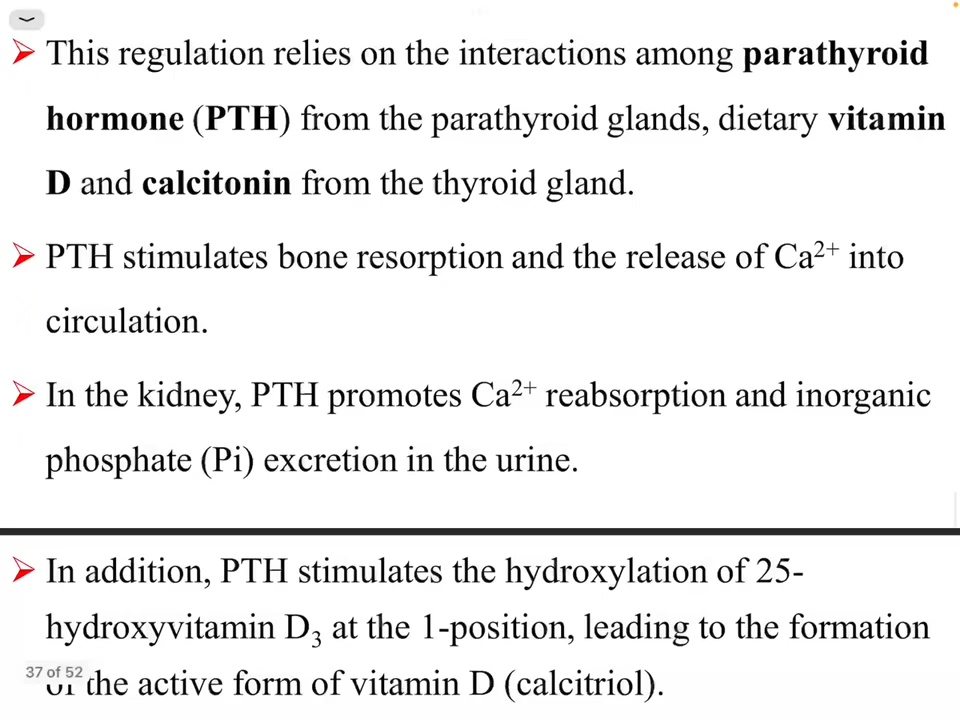 ➤ This regulation relies on the interactions among parathyroid
hormone (PTH) from the parathyroid glands, dietary vitamin
D and calcitonin from the thyroid gland.
➤ PTH stimulates bone resorption and the release of Ca²⁺ into
circulation.
➤ In the kidney, PTH promotes Ca²⁺ reabsorption and inorganic
phosphate (Pi) excretion in the urine.
➤ In addition, PTH stimulates the hydroxylation of 25-
hydroxyvitamin D₃ at the 1-position, leading to the formation
of the active form of vitamin D (calcitriol).
37 of 52